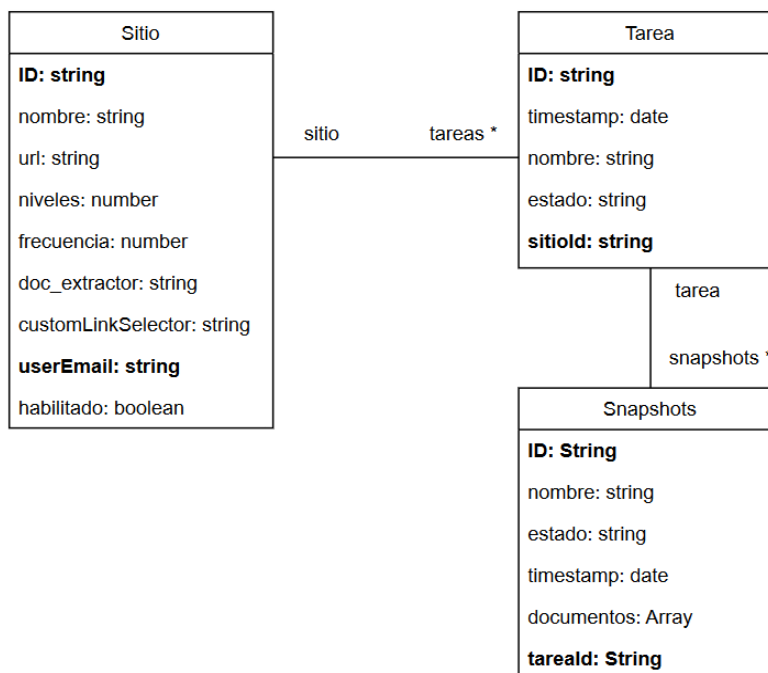 Sitio
ID: string
nombre: string
url: string
niveles: number
frecuencia: number
doc_extractor: string
customLinkSelector: string
userEmail: string
habilitado: boolean
sitio
tareas *
Tarea
ID: string
timestamp: date
nombre: string
estado: string
sitioId: string
tarea
snapshots *
Snapshots
ID: String
nombre: string
estado: string
timestamp: date
documentos: Array
tareaId: String